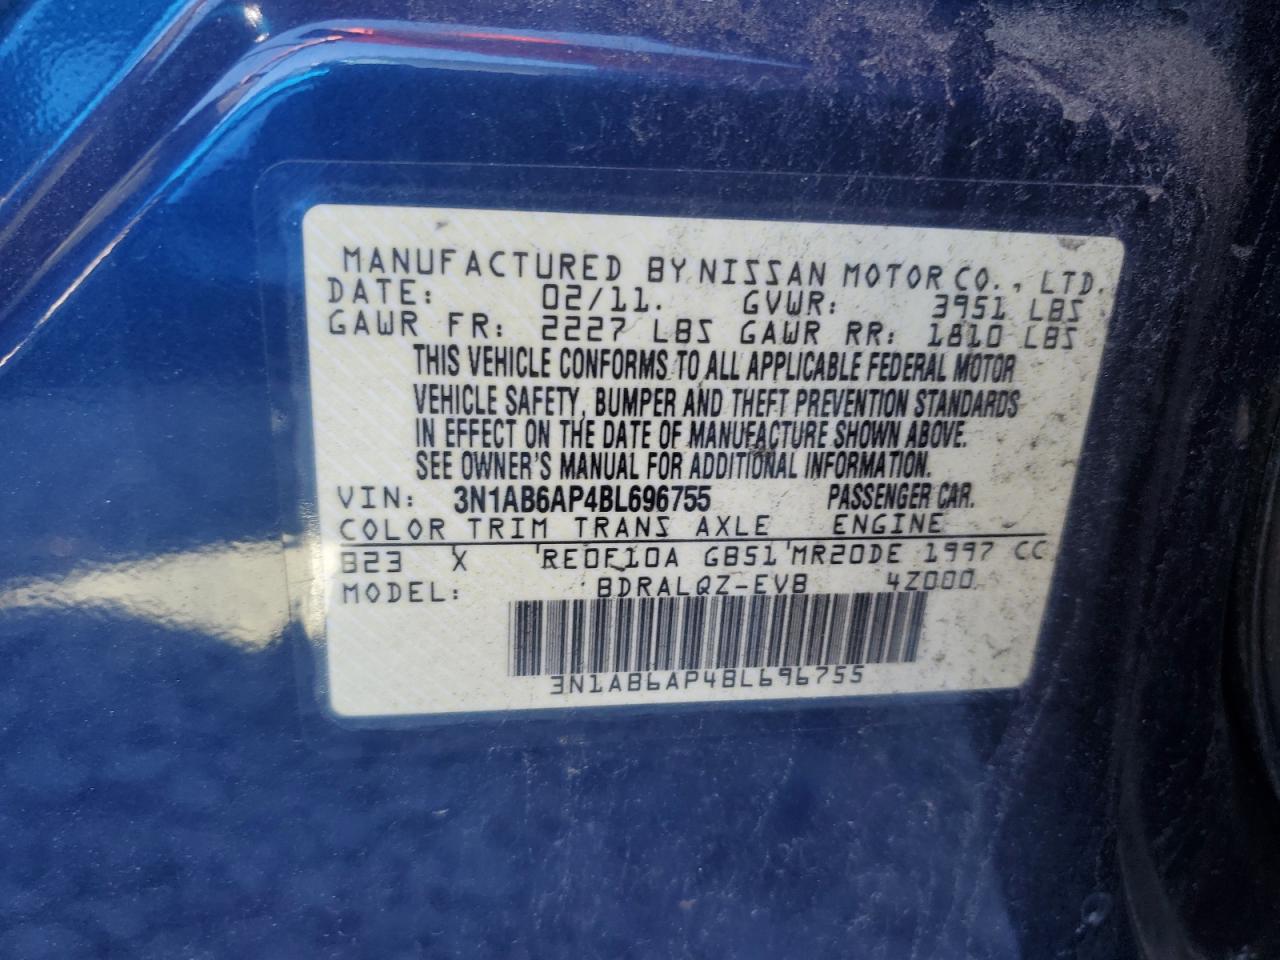 MANUFACTURED BY NISSAN MOTOR CO., LTD.
DATE: 02/11. GVWR: 3951 LBS
GAWR FR: 2227 LBS GAWR RR: 1810 LBS
THIS VEHICLE CONFORMS TO ALL APPLICABLE FEDERAL MOTOR
VEHICLE SAFETY, BUMPER AND THEFT PREVENTION STANDARDS
IN EFFECT ON THE DATE OF MANUFACTURE SHOWN ABOVE.
SEE OWNER'S MANUAL FOR ADDITIONAL INFORMATION.
VIN: 3N1AB6AP4BL696755 PASSENGER CAR.
COLOR TRIM TRANS AXLE ENGINE
B23 X 'RE0F10A GB51'MR20DE 1997 CC
MODEL: BDRALQZ-EVB 4Z000.
3N1AB6AP4BL696755